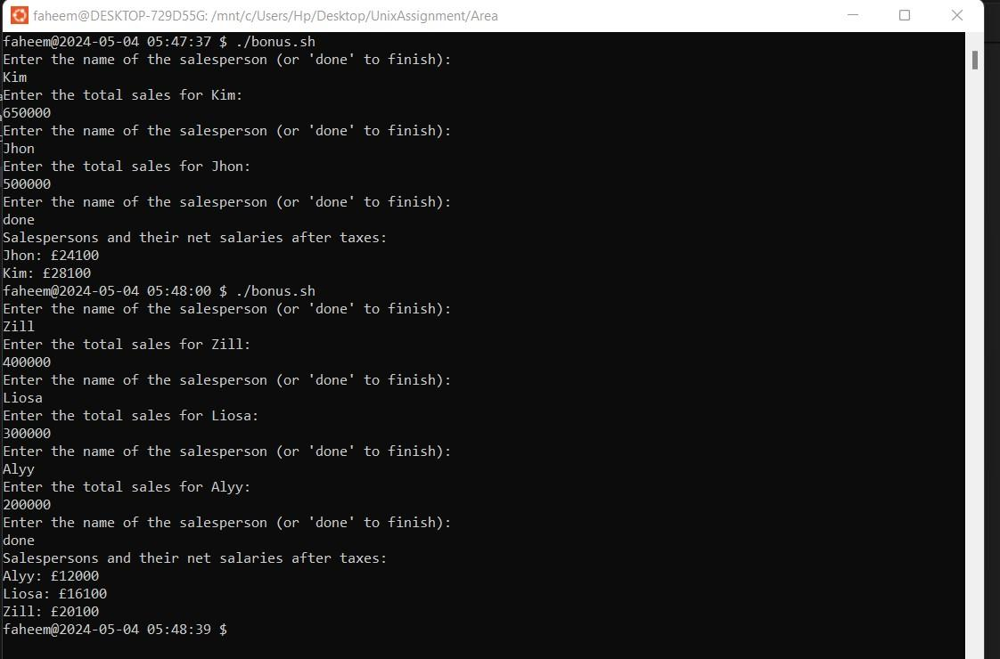 faheem@DESKTOP-729D55G: /mnt/c/Users/Hp/Desktop/UnixAssignment/Area
faheem@2024-05-04 05:47:37 $ ./bonus.sh
Enter the name of the salesperson (or 'done' to finish):
Kim
Enter the total sales for Kim:
650000
Enter the name of the salesperson (or 'done' to finish):
Jhon
Enter the total sales for Jhon:
500000
Enter the name of the salesperson (or 'done' to finish):
done
Salespersons and their net salaries after taxes:
Jhon: £24100
Kim: £28100
faheem@2024-05-04 05:48:00 $ ./bonus.sh
Enter the name of the salesperson (or 'done' to finish):
Zill
Enter the total sales for Zill:
400000
Enter the name of the salesperson (or 'done' to finish):
Liosa
Enter the total sales for Liosa:
300000
Enter the name of the salesperson (or 'done' to finish):
Alyy
Enter the total sales for Alyy:
200000
Enter the name of the salesperson (or 'done' to finish):
done
Salespersons and their net salaries after taxes:
Alyy: £12000
Liosa: £16100
Zill: £20100
faheem@2024-05-04 05:48:39 $